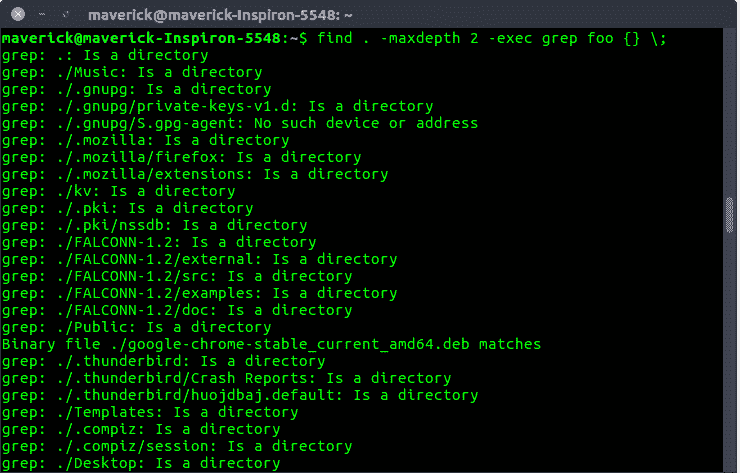 maverick@maverick-Inspiron-5548: ~
maverick@maverick-Inspiron-5548:~$ find . -maxdepth 2 -exec grep foo {} \;
grep: .: Is a directory
grep: ./Music: Is a directory
grep: ./.gnupg: Is a directory
grep: ./.gnupg/private-keys-v1.d: Is a directory
grep: ./.gnupg/S.gpg-agent: No such device or address
grep: ./.mozilla: Is a directory
grep: ./.mozilla/firefox: Is a directory
grep: ./.mozilla/extensions: Is a directory
grep: ./kv: Is a directory
grep: ./.pki: Is a directory
grep: ./.pki/nssdb: Is a directory
grep: ./FALCONN-1.2: Is a directory
grep: ./FALCONN-1.2/external: Is a directory
grep: ./FALCONN-1.2/src: Is a directory
grep: ./FALCONN-1.2/examples: Is a directory
grep: ./FALCONN-1.2/doc: Is a directory
grep: ./Public: Is a directory
Binary file ./google-chrome-stable_current_amd64.deb matches
grep: ./.thunderbird: Is a directory
grep: ./.thunderbird/Crash Reports: Is a directory
grep: ./.thunderbird/huojdbaj.default: Is a directory
grep: ./Templates: Is a directory
grep: ./.compiz: Is a directory
grep: ./.compiz/session: Is a directory
grep: ./Desktop: Is a directory